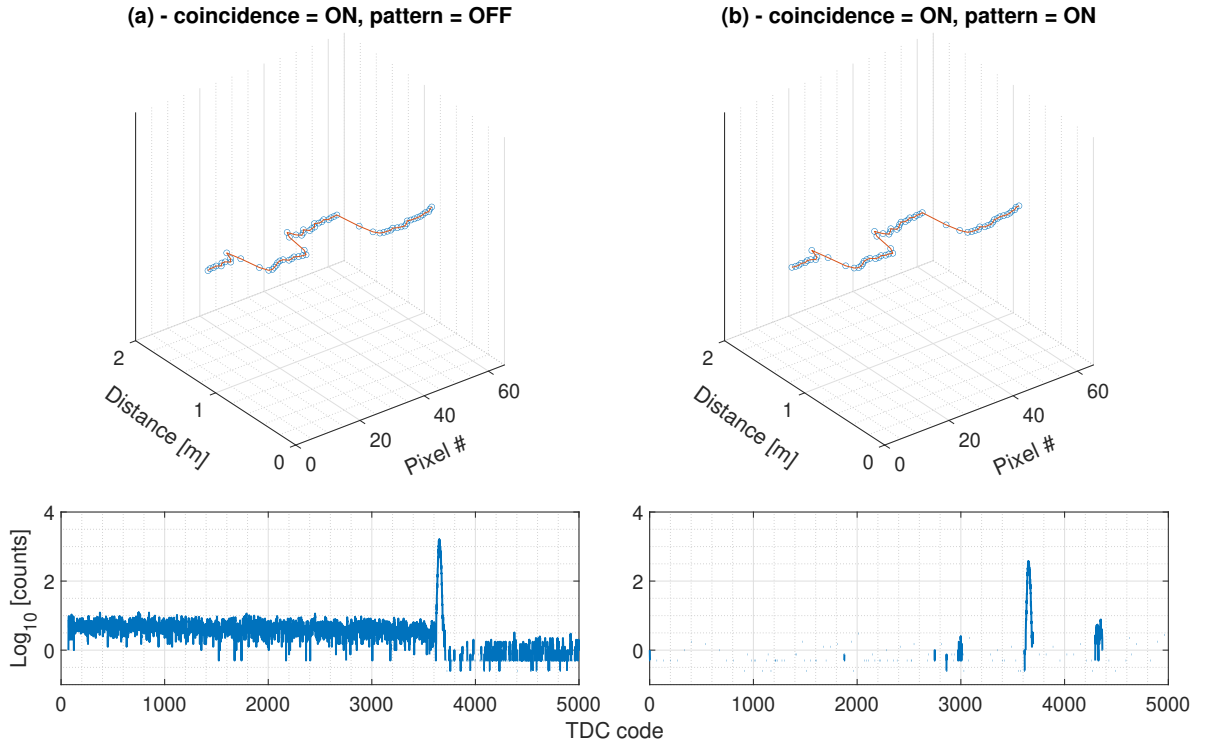 (a) - coincidence = ON, pattern = OFF
(b) - coincidence = ON, pattern = ON
2
1
0
Distance [m]
0
20
40
60
Pixel #
2
1
0
Distance [m]
0
20
40
60
Pixel #
4
2
0
Log10 [counts]
0 1000 2000 3000 4000 5000
4
2
0
0 1000 2000 3000 4000 5000
TDC code